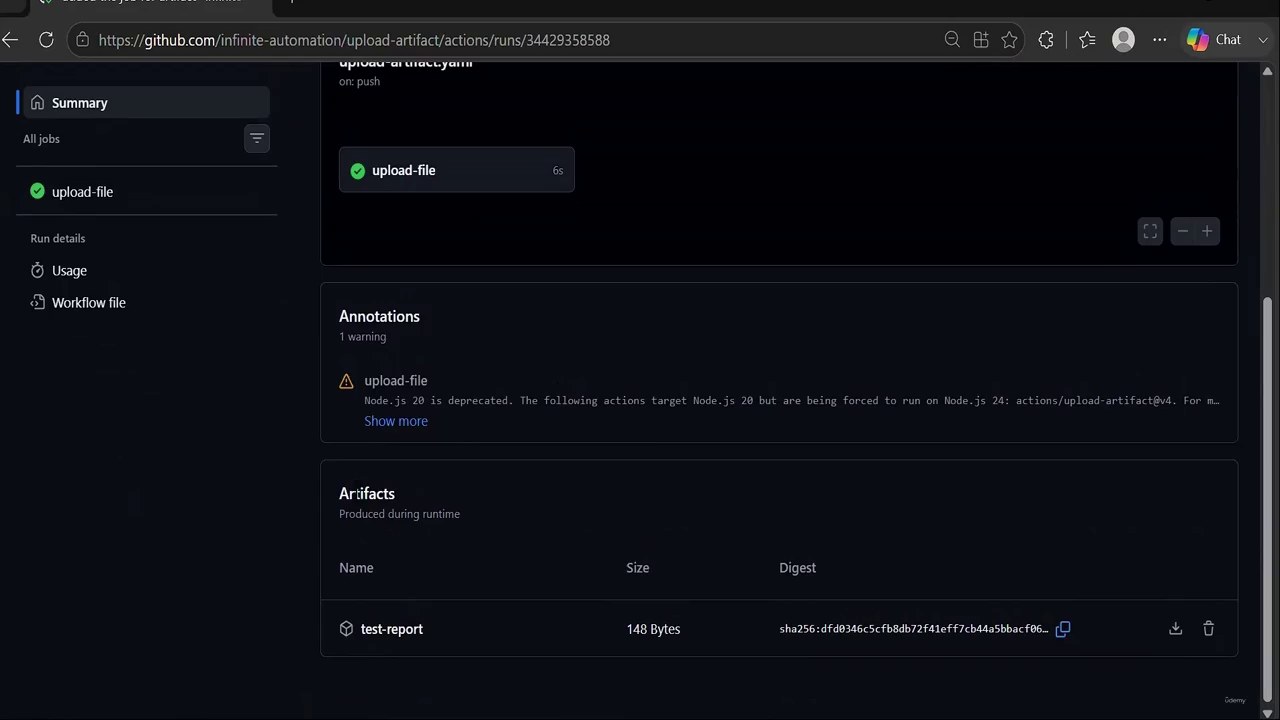 https://github.com/infinite-automation/upload-artifact/actions/runs/34429358588
Chat
Summary
All jobs
upload-file
Run details
Usage
Workflow file
upload-artifact.yaml
on: push
upload-file 6s
Annotations
1 warning
upload-file
Node.js 20 is deprecated. The following actions target Node.js 20 but are being forced to run on Node.js 24: actions/upload-artifact@v4. For m…
Show more
Artifacts
Produced during runtime
Name Size Digest
test-report 148 Bytes sha256:dfd0346c5cfb8db72f41eff7cb44a5bbacf06…
ûdemy